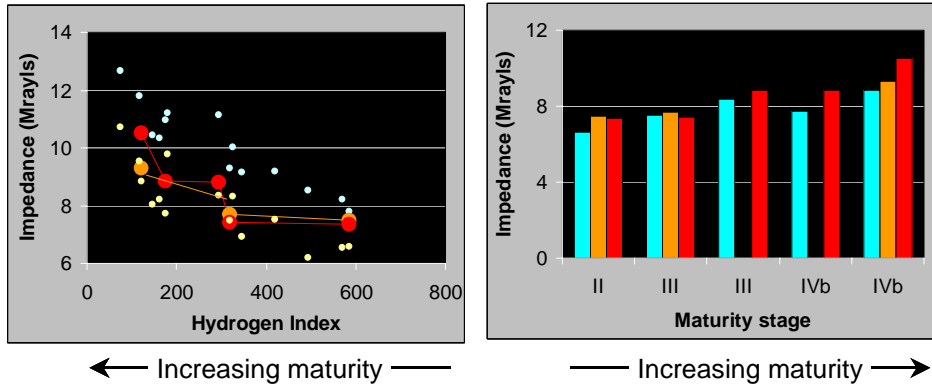 Impedance (Mrayls)
14
12
10
8
6
0 200 400 600 800
Hydrogen Index
Increasing maturity
Impedance (Mrayls)
12
8
4
0
II III III IVb IVb
Maturity stage
Increasing maturity